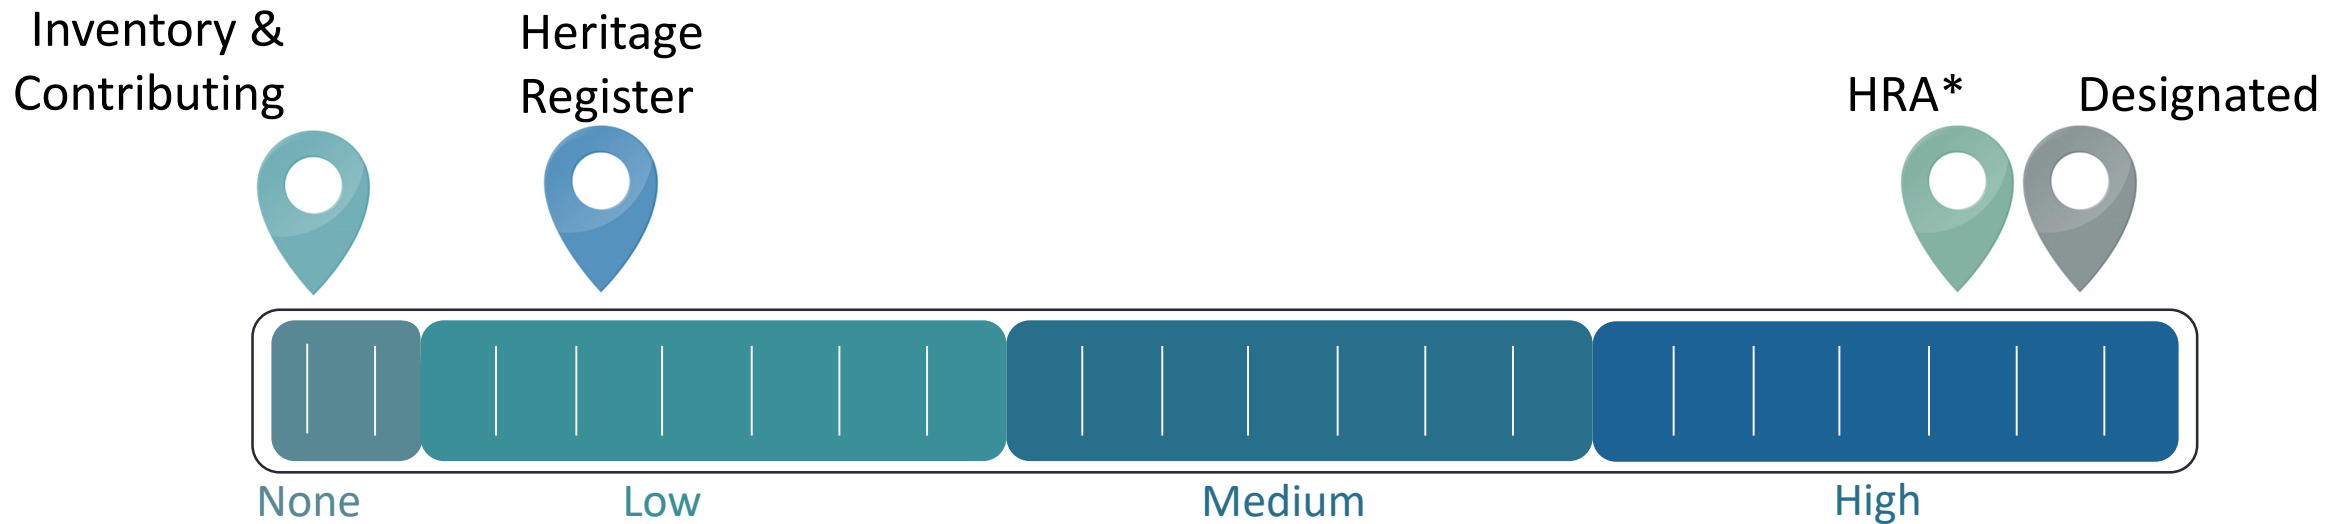 Inventory &
Contributing
Heritage
Register
HRA*
Designated
None
Low
Medium
High